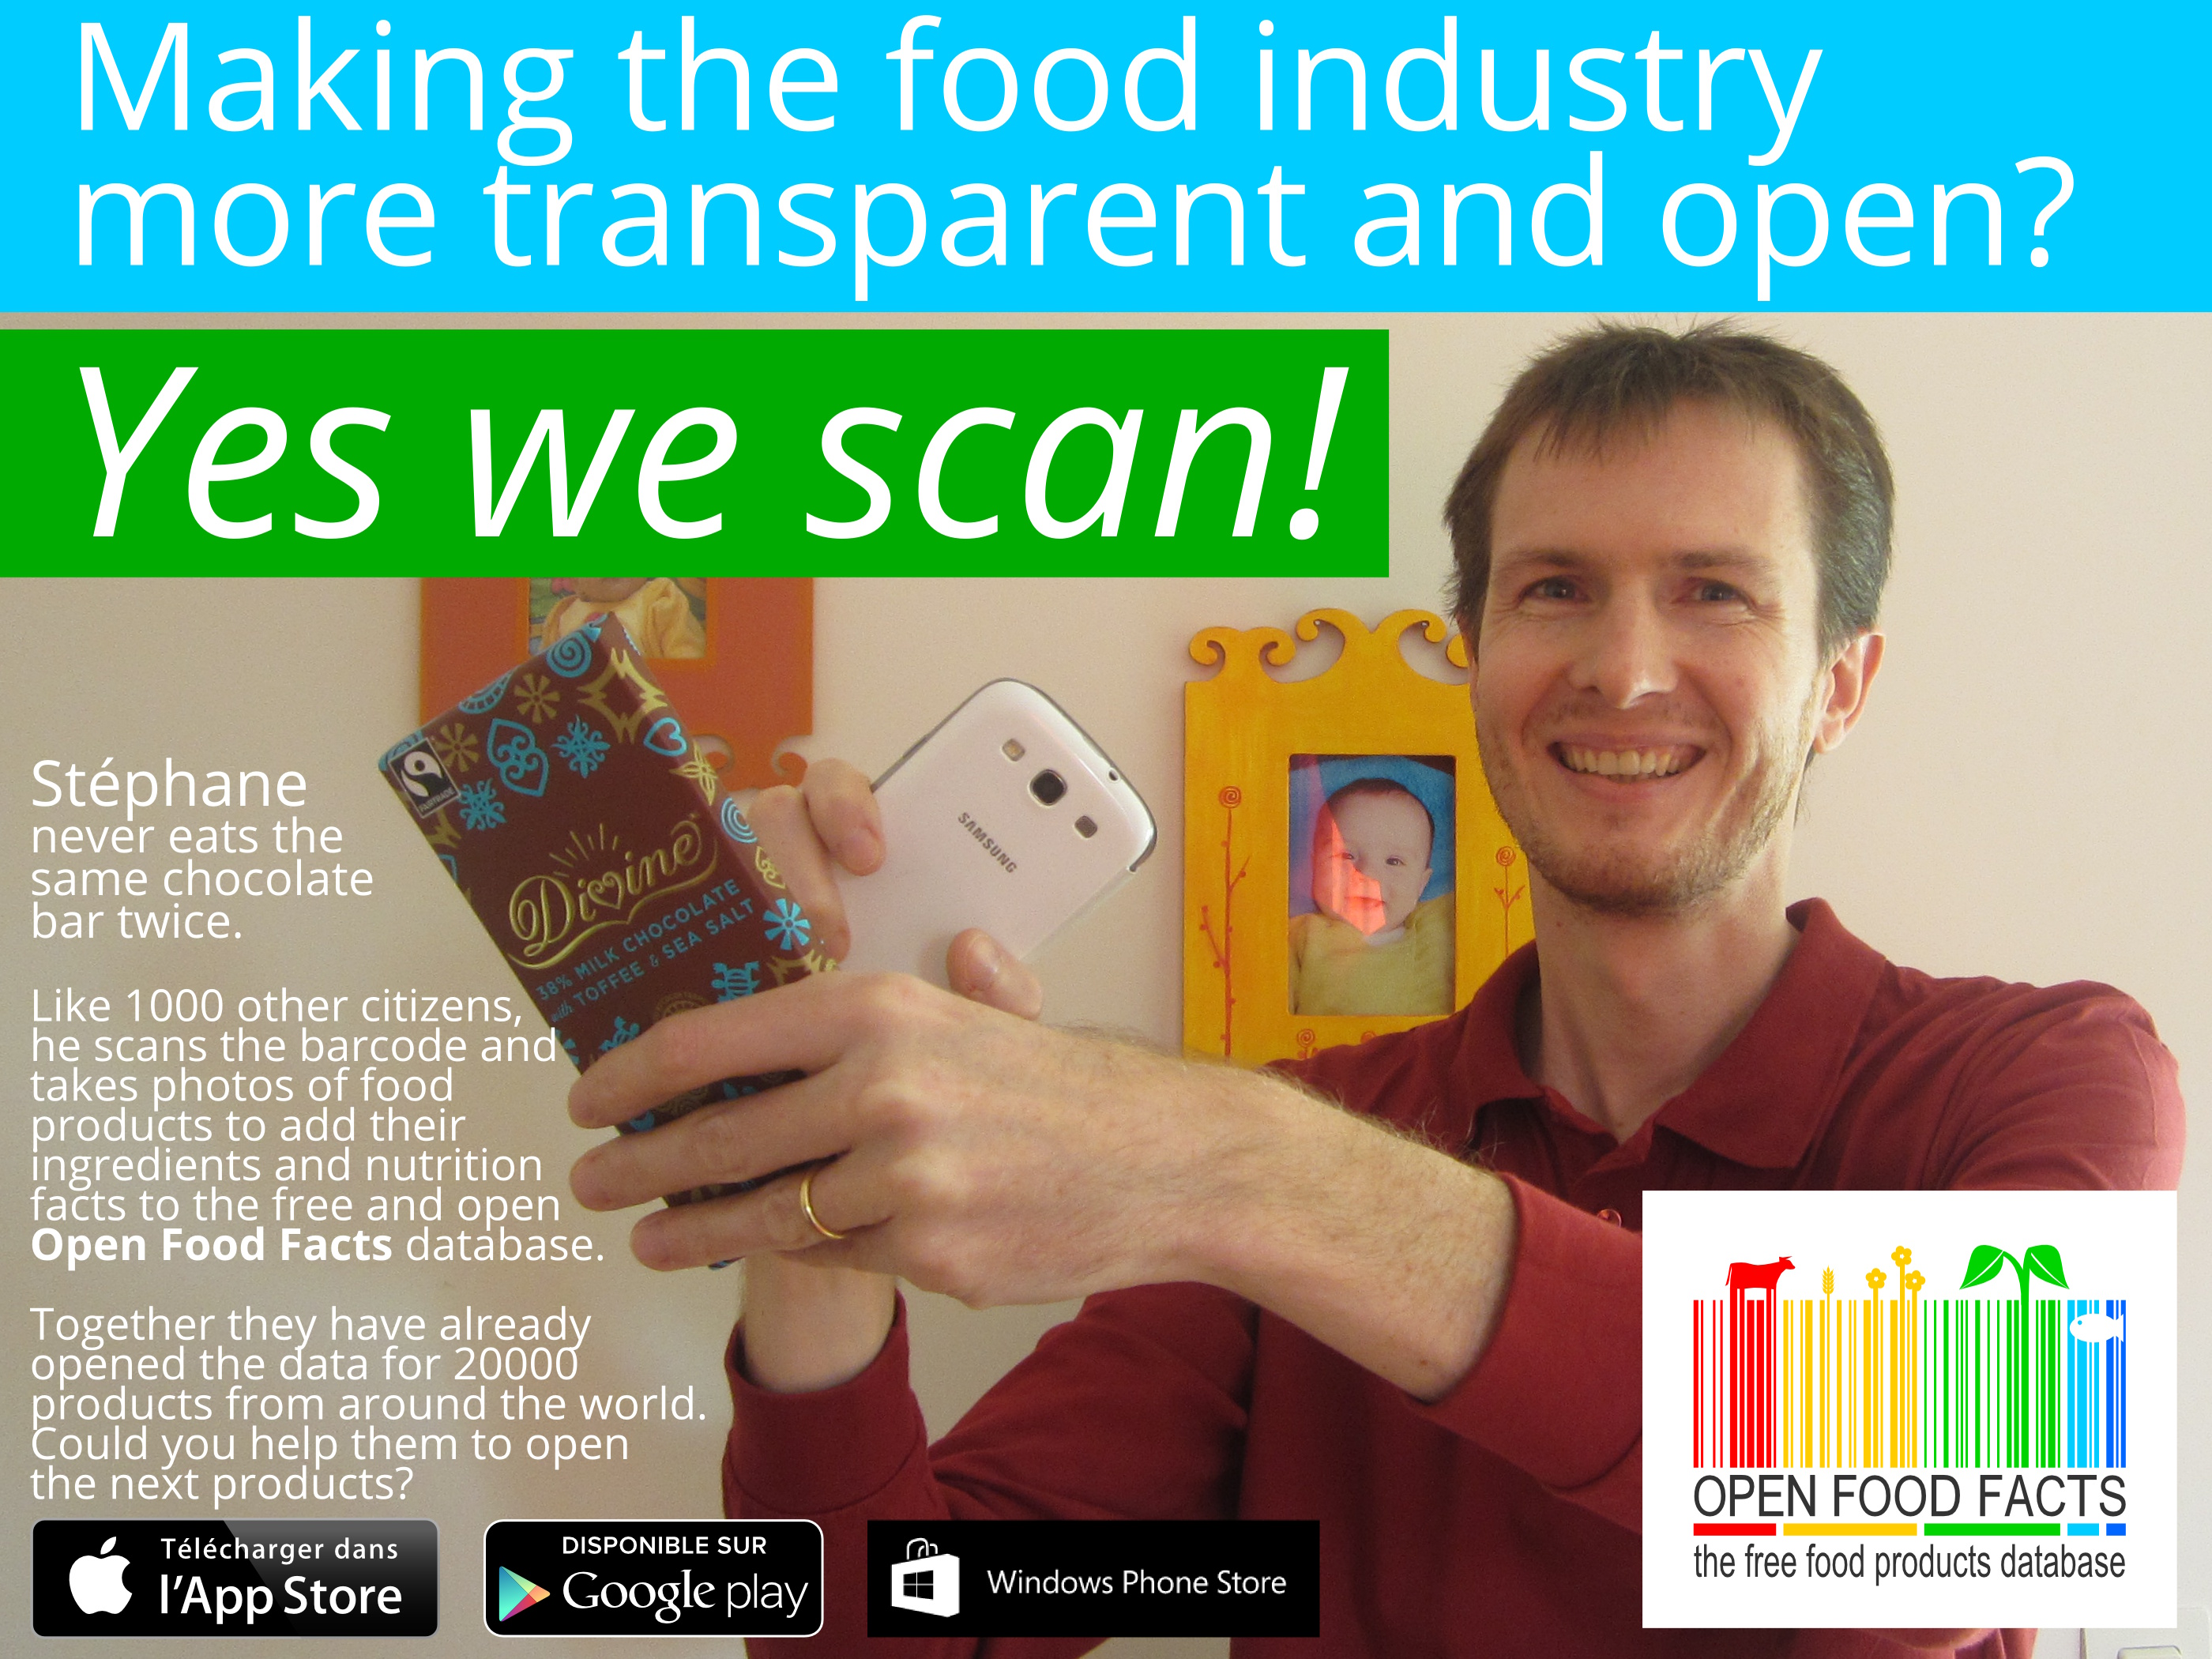 Making the food industry
more transparent and open?
Yes we scan!
Stéphane
never eats the
same chocolate
bar twice.
Like 1000 other citizens,
he scans the barcode and
takes photos of food
products to add their
ingredients and nutrition
facts to the free and open
Open Food Facts database.
Together they have already
opened the data for 20000
products from around the world.
Could you help them to open
the next products?
FAIRTRADE
Divine
38% MILK CHOCOLATE
with TOFFEE & SEA SALT
SAMSUNG
Télécharger dans
l'App Store
DISPONIBLE SUR
Google play
Windows Phone Store
OPEN FOOD FACTS
the free food products database